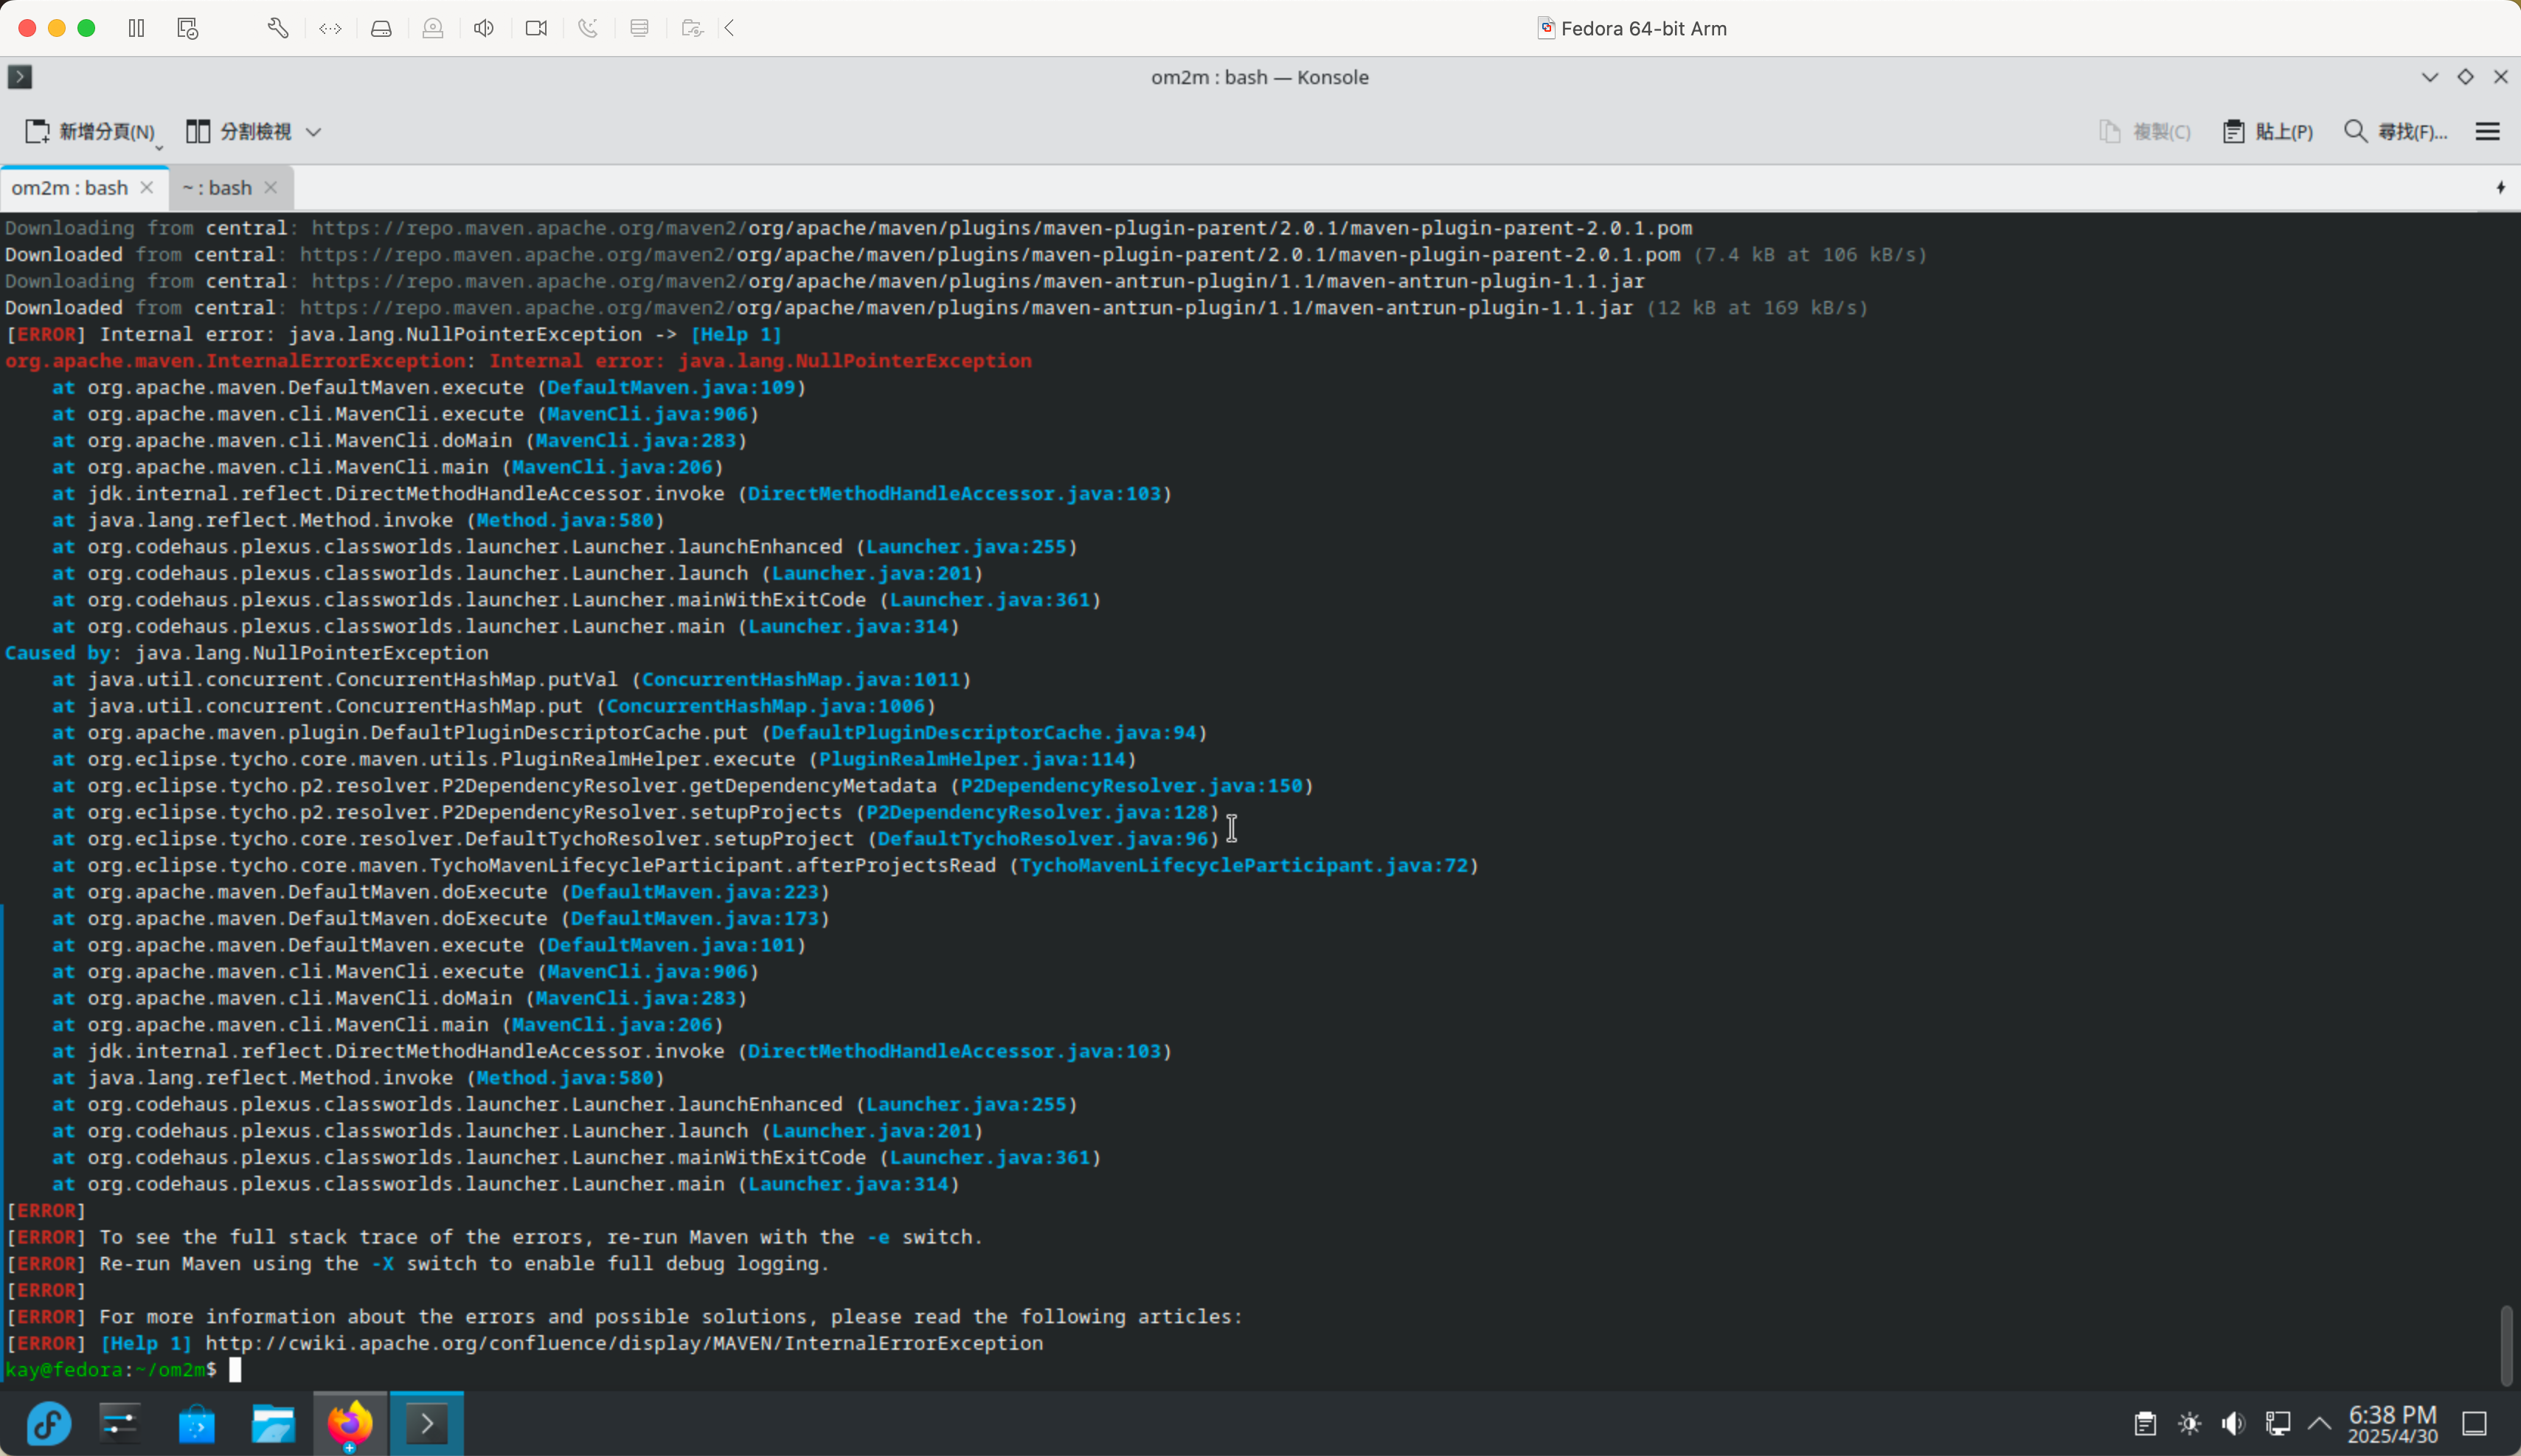 Fedora 64-bit Arm
om2m : bash — Konsole
新增分頁(N) 分割檢視 複製(C) 貼上(P) 尋找(F)...
om2m : bash ~ : bash
Downloading from central: https://repo.maven.apache.org/maven2/org/apache/maven/plugins/maven-plugin-parent/2.0.1/maven-plugin-parent-2.0.1.pom
Downloaded from central: https://repo.maven.apache.org/maven2/org/apache/maven/plugins/maven-plugin-parent/2.0.1/maven-plugin-parent-2.0.1.pom (7.4 kB at 106 kB/s)
Downloading from central: https://repo.maven.apache.org/maven2/org/apache/maven/plugins/maven-antrun-plugin/1.1/maven-antrun-plugin-1.1.jar
Downloaded from central: https://repo.maven.apache.org/maven2/org/apache/maven/plugins/maven-antrun-plugin/1.1/maven-antrun-plugin-1.1.jar (12 kB at 169 kB/s)
[ERROR] Internal error: java.lang.NullPointerException -> [Help 1]
org.apache.maven.InternalErrorException: Internal error: java.lang.NullPointerException
    at org.apache.maven.DefaultMaven.execute (DefaultMaven.java:109)
    at org.apache.maven.cli.MavenCli.execute (MavenCli.java:906)
    at org.apache.maven.cli.MavenCli.doMain (MavenCli.java:283)
    at org.apache.maven.cli.MavenCli.main (MavenCli.java:206)
    at jdk.internal.reflect.DirectMethodHandleAccessor.invoke (DirectMethodHandleAccessor.java:103)
    at java.lang.reflect.Method.invoke (Method.java:580)
    at org.codehaus.plexus.classworlds.launcher.Launcher.launchEnhanced (Launcher.java:255)
    at org.codehaus.plexus.classworlds.launcher.Launcher.launch (Launcher.java:201)
    at org.codehaus.plexus.classworlds.launcher.Launcher.mainWithExitCode (Launcher.java:361)
    at org.codehaus.plexus.classworlds.launcher.Launcher.main (Launcher.java:314)
Caused by: java.lang.NullPointerException
    at java.util.concurrent.ConcurrentHashMap.putVal (ConcurrentHashMap.java:1011)
    at java.util.concurrent.ConcurrentHashMap.put (ConcurrentHashMap.java:1006)
    at org.apache.maven.plugin.DefaultPluginDescriptorCache.put (DefaultPluginDescriptorCache.java:94)
    at org.eclipse.tycho.core.maven.utils.PluginRealmHelper.execute (PluginRealmHelper.java:114)
    at org.eclipse.tycho.p2.resolver.P2DependencyResolver.getDependencyMetadata (P2DependencyResolver.java:150)
    at org.eclipse.tycho.p2.resolver.P2DependencyResolver.setupProjects (P2DependencyResolver.java:128)
    at org.eclipse.tycho.core.resolver.DefaultTychoResolver.setupProject (DefaultTychoResolver.java:96)
    at org.eclipse.tycho.core.maven.TychoMavenLifecycleParticipant.afterProjectsRead (TychoMavenLifecycleParticipant.java:72)
    at org.apache.maven.DefaultMaven.doExecute (DefaultMaven.java:223)
    at org.apache.maven.DefaultMaven.doExecute (DefaultMaven.java:173)
    at org.apache.maven.DefaultMaven.execute (DefaultMaven.java:101)
    at org.apache.maven.cli.MavenCli.execute (MavenCli.java:906)
    at org.apache.maven.cli.MavenCli.doMain (MavenCli.java:283)
    at org.apache.maven.cli.MavenCli.main (MavenCli.java:206)
    at jdk.internal.reflect.DirectMethodHandleAccessor.invoke (DirectMethodHandleAccessor.java:103)
    at java.lang.reflect.Method.invoke (Method.java:580)
    at org.codehaus.plexus.classworlds.launcher.Launcher.launchEnhanced (Launcher.java:255)
    at org.codehaus.plexus.classworlds.launcher.Launcher.launch (Launcher.java:201)
    at org.codehaus.plexus.classworlds.launcher.Launcher.mainWithExitCode (Launcher.java:361)
    at org.codehaus.plexus.classworlds.launcher.Launcher.main (Launcher.java:314)
[ERROR]
[ERROR] To see the full stack trace of the errors, re-run Maven with the -e switch.
[ERROR] Re-run Maven using the -X switch to enable full debug logging.
[ERROR]
[ERROR] For more information about the errors and possible solutions, please read the following articles:
[ERROR] [Help 1] http://cwiki.apache.org/confluence/display/MAVEN/InternalErrorException
kay@fedora:~/om2m$
6:38 PM
2025/4/30